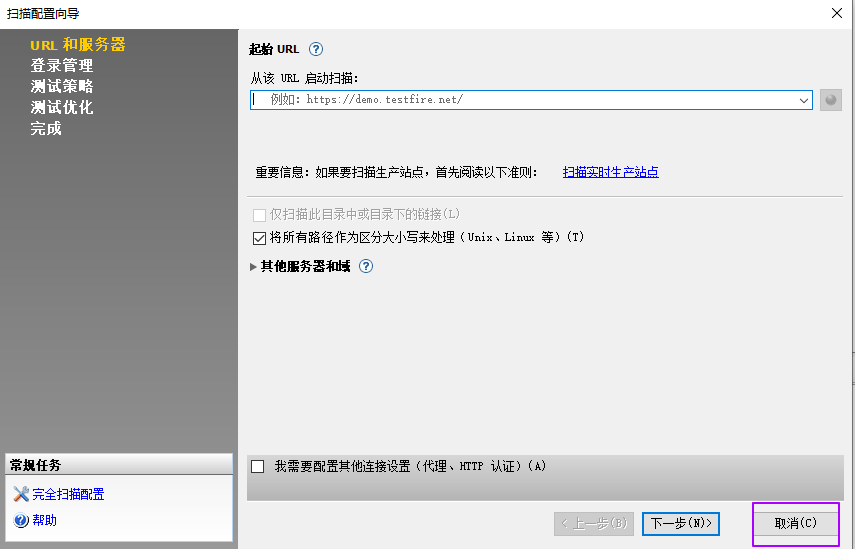 扫描配置向导
URL 和服务器
登录管理
测试策略
测试优化
完成
起始 URL ?
从该 URL 启动扫描:
例如: https://demo.testfire.net/
重要信息: 如果要扫描生产站点,首先阅读以下准则: 扫描实时生产站点
仅扫描此目录中或目录下的链接(L)
将所有路径作为区分大小写来处理(Unix、Linux 等)(T)
其他服务器和域 ?
常规任务
完全扫描配置
帮助
我需要配置其他连接设置(代理、HTTP 认证)(A)
< 上一步(B) 下一步(N)> 取消(C)